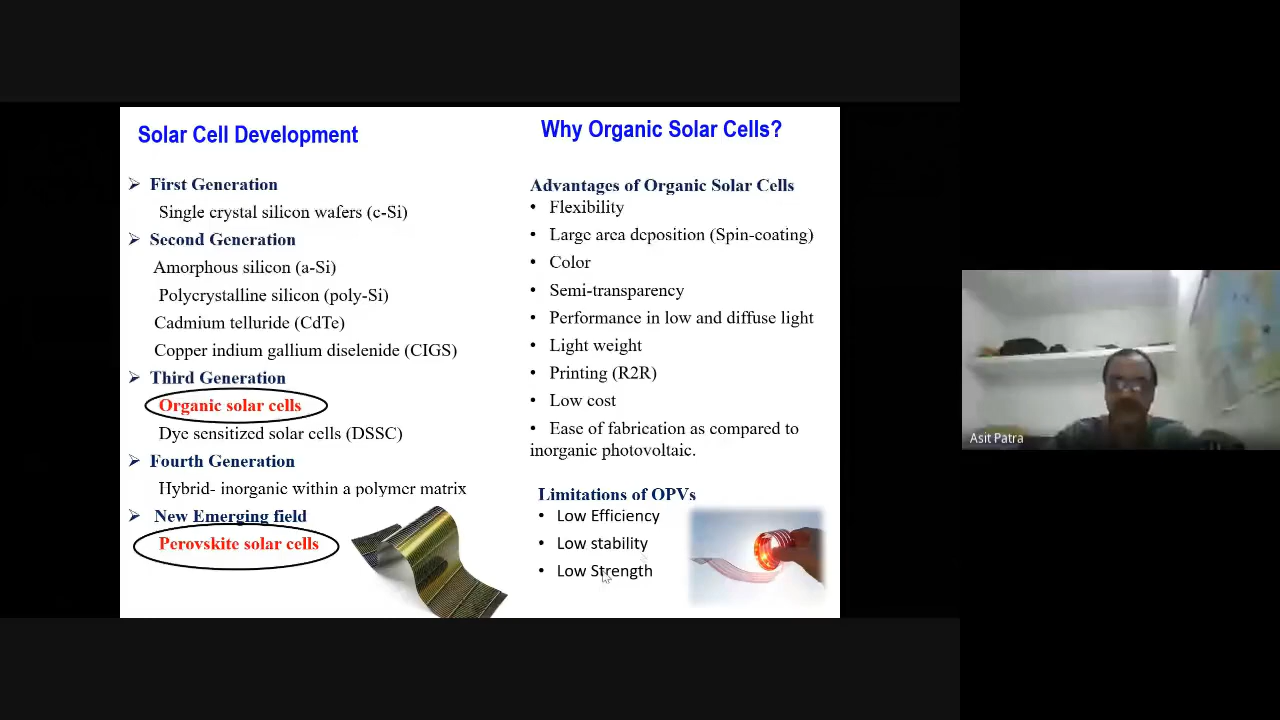 Solar Cell Development
➢ First Generation
Single crystal silicon wafers (c-Si)
➢ Second Generation
Amorphous silicon (a-Si)
Polycrystalline silicon (poly-Si)
Cadmium telluride (CdTe)
Copper indium gallium diselenide (CIGS)
➢ Third Generation
Organic solar cells
Dye sensitized solar cells (DSSC)
➢ Fourth Generation
Hybrid- inorganic within a polymer matrix
➢ New Emerging field
Perovskite solar cells
Why Organic Solar Cells?
Advantages of Organic Solar Cells
• Flexibility
• Large area deposition (Spin-coating)
• Color
• Semi-transparency
• Performance in low and diffuse light
• Light weight
• Printing (R2R)
• Low cost
• Ease of fabrication as compared to
inorganic photovoltaic.
Limitations of OPVs
• Low Efficiency
• Low stability
• Low Strength
Asit Patra